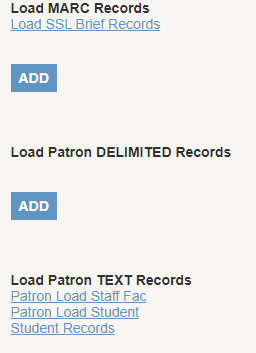 Load MARC Records
Load SSL Brief Records
ADD
Load Patron DELIMITED Records
ADD
Load Patron TEXT Records
Patron Load Staff Fac
Patron Load Student
Student Records